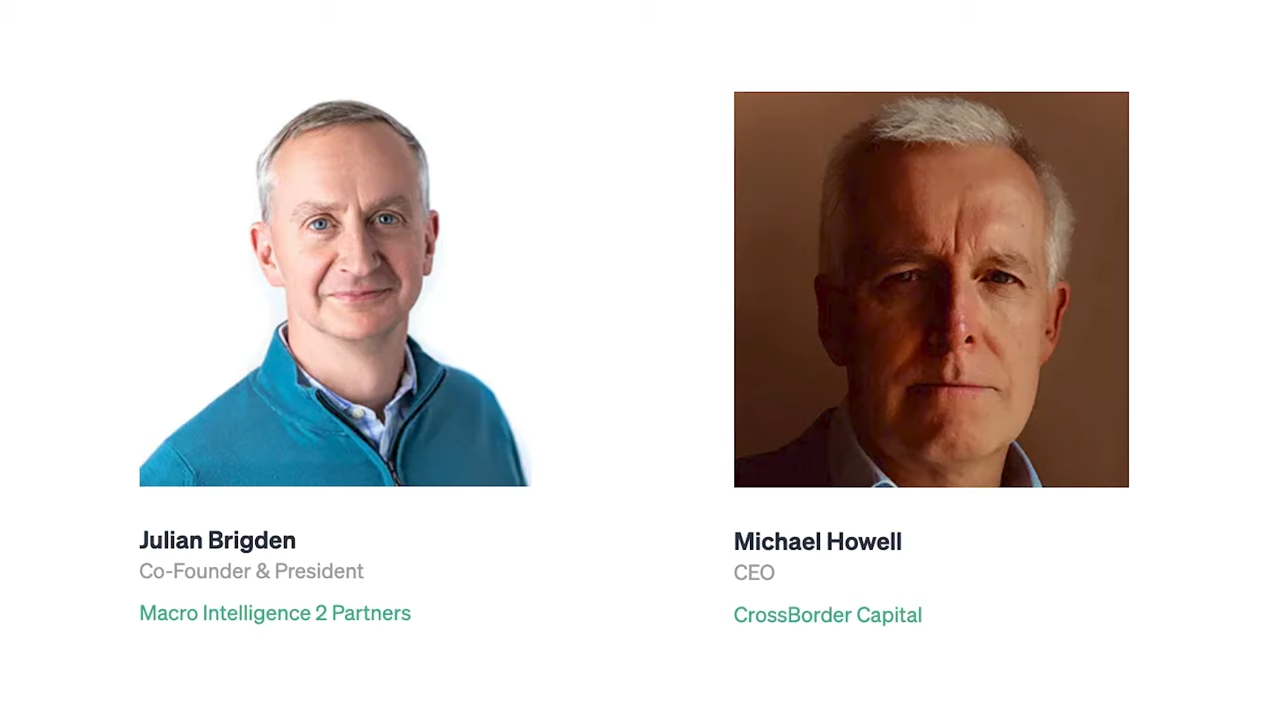 Julian Brigden
Co-Founder & President
Macro Intelligence 2 Partners
Michael Howell
CEO
CrossBorder Capital